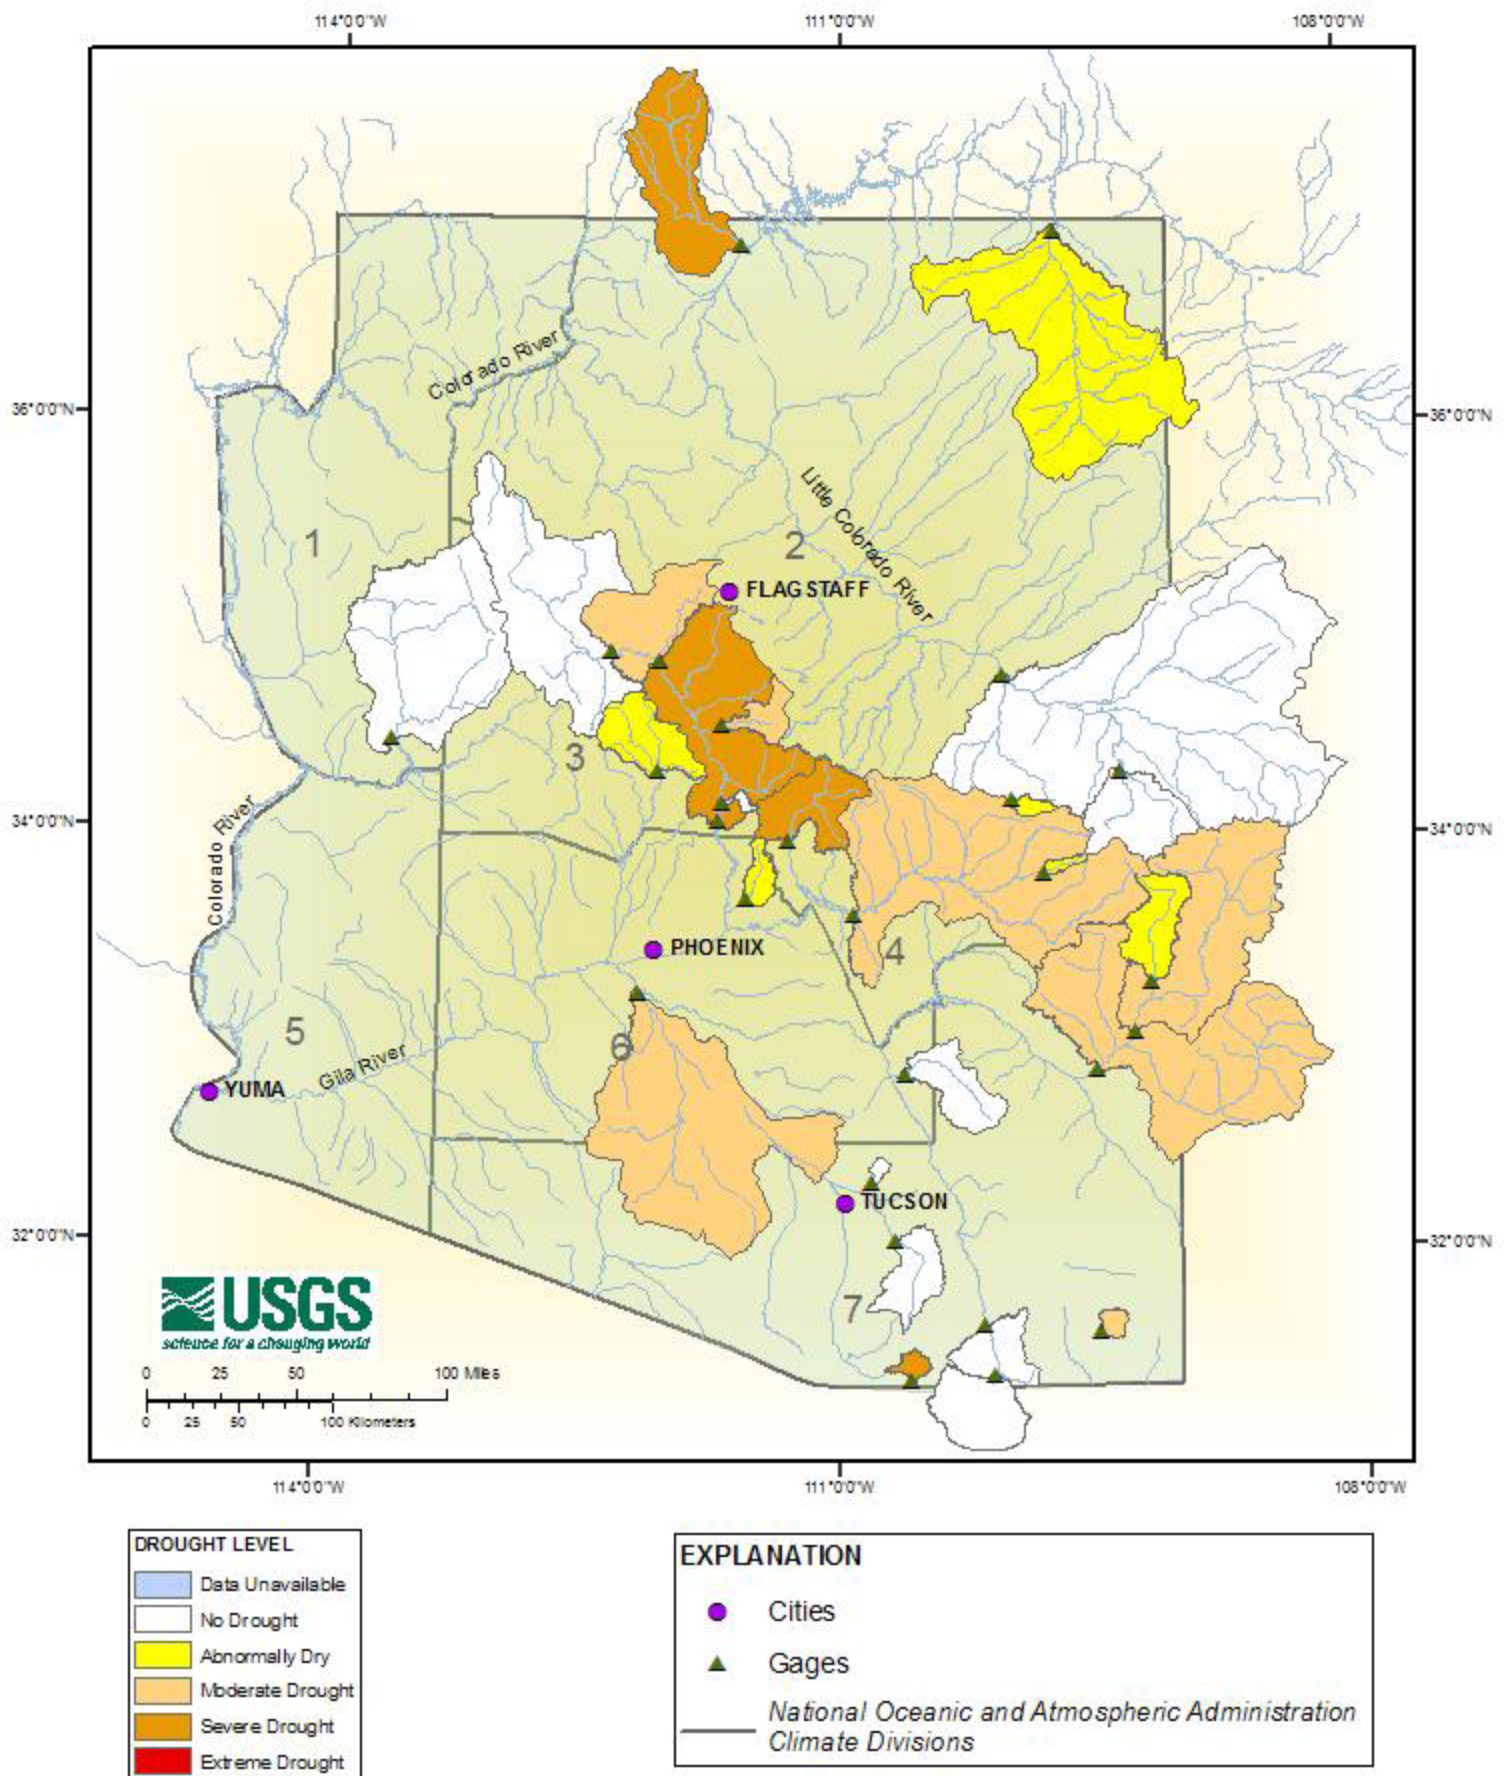 114°0'0"W 111°0'0"W 108°0'0"W
36°0'0"N 36°0'0"N
Colorado River
Little Colorado River
1
2
FLAGSTAFF
3
34°0'0"N 34°0'0"N
Colorado River
PHOENIX
4
5
6
Gila River
YUMA
TUCSON
32°0'0"N 32°0'0"N
7
USGS
science for a changing world
0 25 50 100 Miles
0 25 50 100 Kilometers
114°0'0"W 111°0'0"W 108°0'0"W
DROUGHT LEVEL
Data Unavailable
No Drought
Abnormally Dry
Moderate Drought
Severe Drought
Extreme Drought
EXPLANATION
Cities
Gages
National Oceanic and Atmospheric Administration
Climate Divisions